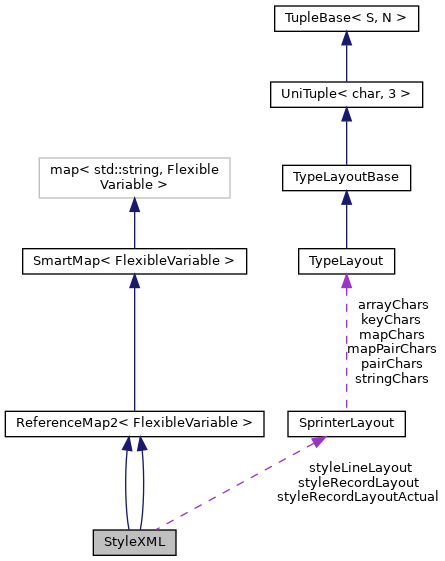 TupleBase< S, N >
UniTuple< char, 3 >
map< std::string, Flexible
Variable >
TypeLayoutBase
SmartMap< FlexibleVariable >
TypeLayout
arrayChars
keyChars
mapChars
mapPairChars
pairChars
stringChars
ReferenceMap2< FlexibleVariable >
SprinterLayout
styleLineLayout
styleRecordLayout
styleRecordLayoutActual
StyleXML